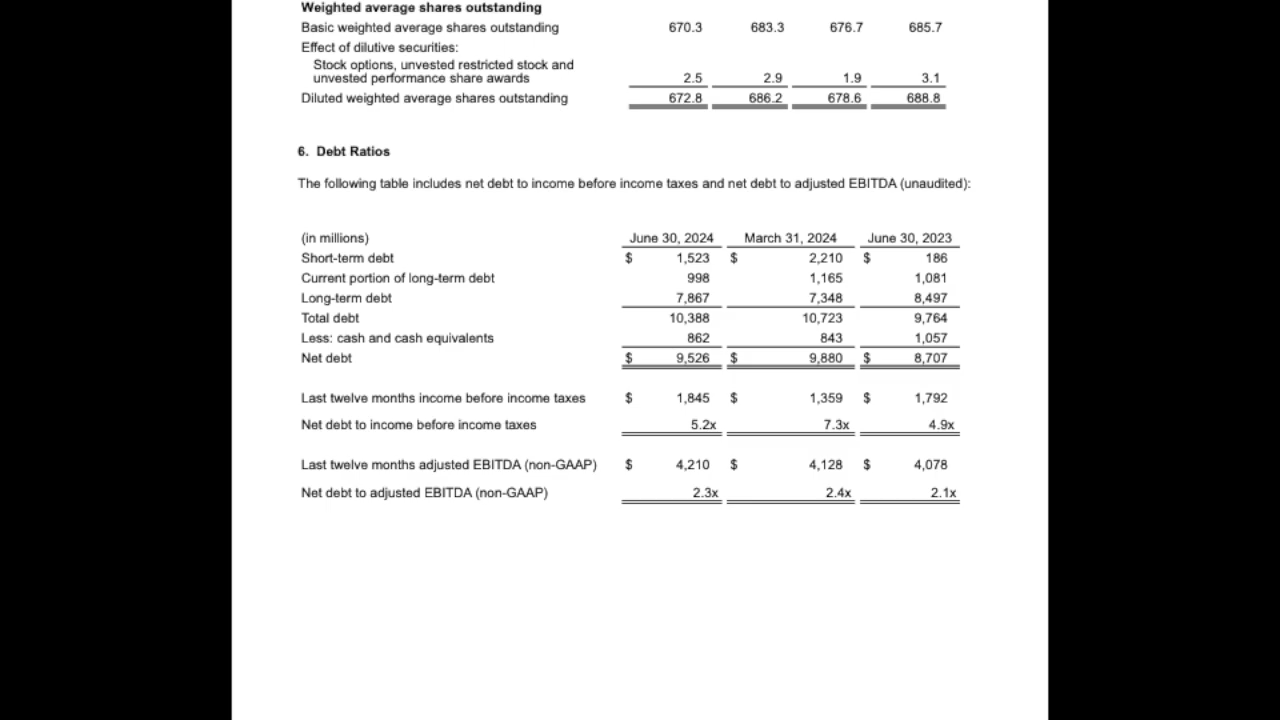 Weighted average shares outstanding
Basic weighted average shares outstanding 670.3 683.3 676.7 685.7
Effect of dilutive securities:
Stock options, unvested restricted stock and
unvested performance share awards 2.5 2.9 1.9 3.1
Diluted weighted average shares outstanding 672.8 686.2 678.6 688.8
6. Debt Ratios
The following table includes net debt to income before income taxes and net debt to adjusted EBITDA (unaudited):
(in millions) June 30, 2024 March 31, 2024 June 30, 2023
Short-term debt $ 1,523 $ 2,210 $ 186
Current portion of long-term debt 998 1,165 1,081
Long-term debt 7,867 7,348 8,497
Total debt 10,388 10,723 9,764
Less: cash and cash equivalents 862 843 1,057
Net debt $ 9,526 $ 9,880 $ 8,707
Last twelve months income before income taxes $ 1,845 $ 1,359 $ 1,792
Net debt to income before income taxes 5.2x 7.3x 4.9x
Last twelve months adjusted EBITDA (non-GAAP) $ 4,210 $ 4,128 $ 4,078
Net debt to adjusted EBITDA (non-GAAP) 2.3x 2.4x 2.1x